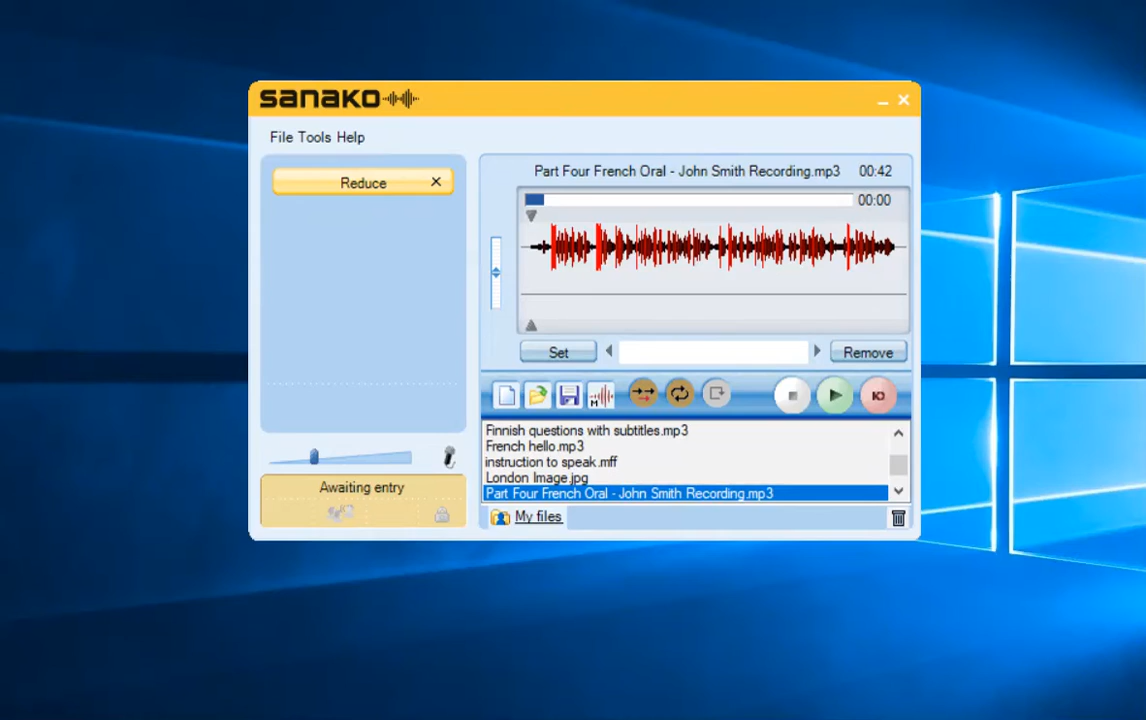 sanako
File Tools Help
Reduce
Part Four French Oral - John Smith Recording.mp3 00:42
00:00
Set
Remove
M
Finnish questions with subtitles.mp3
French hello.mp3
instruction to speak.mff
London Image.jpg
Part Four French Oral - John Smith Recording.mp3
Awaiting entry
My files